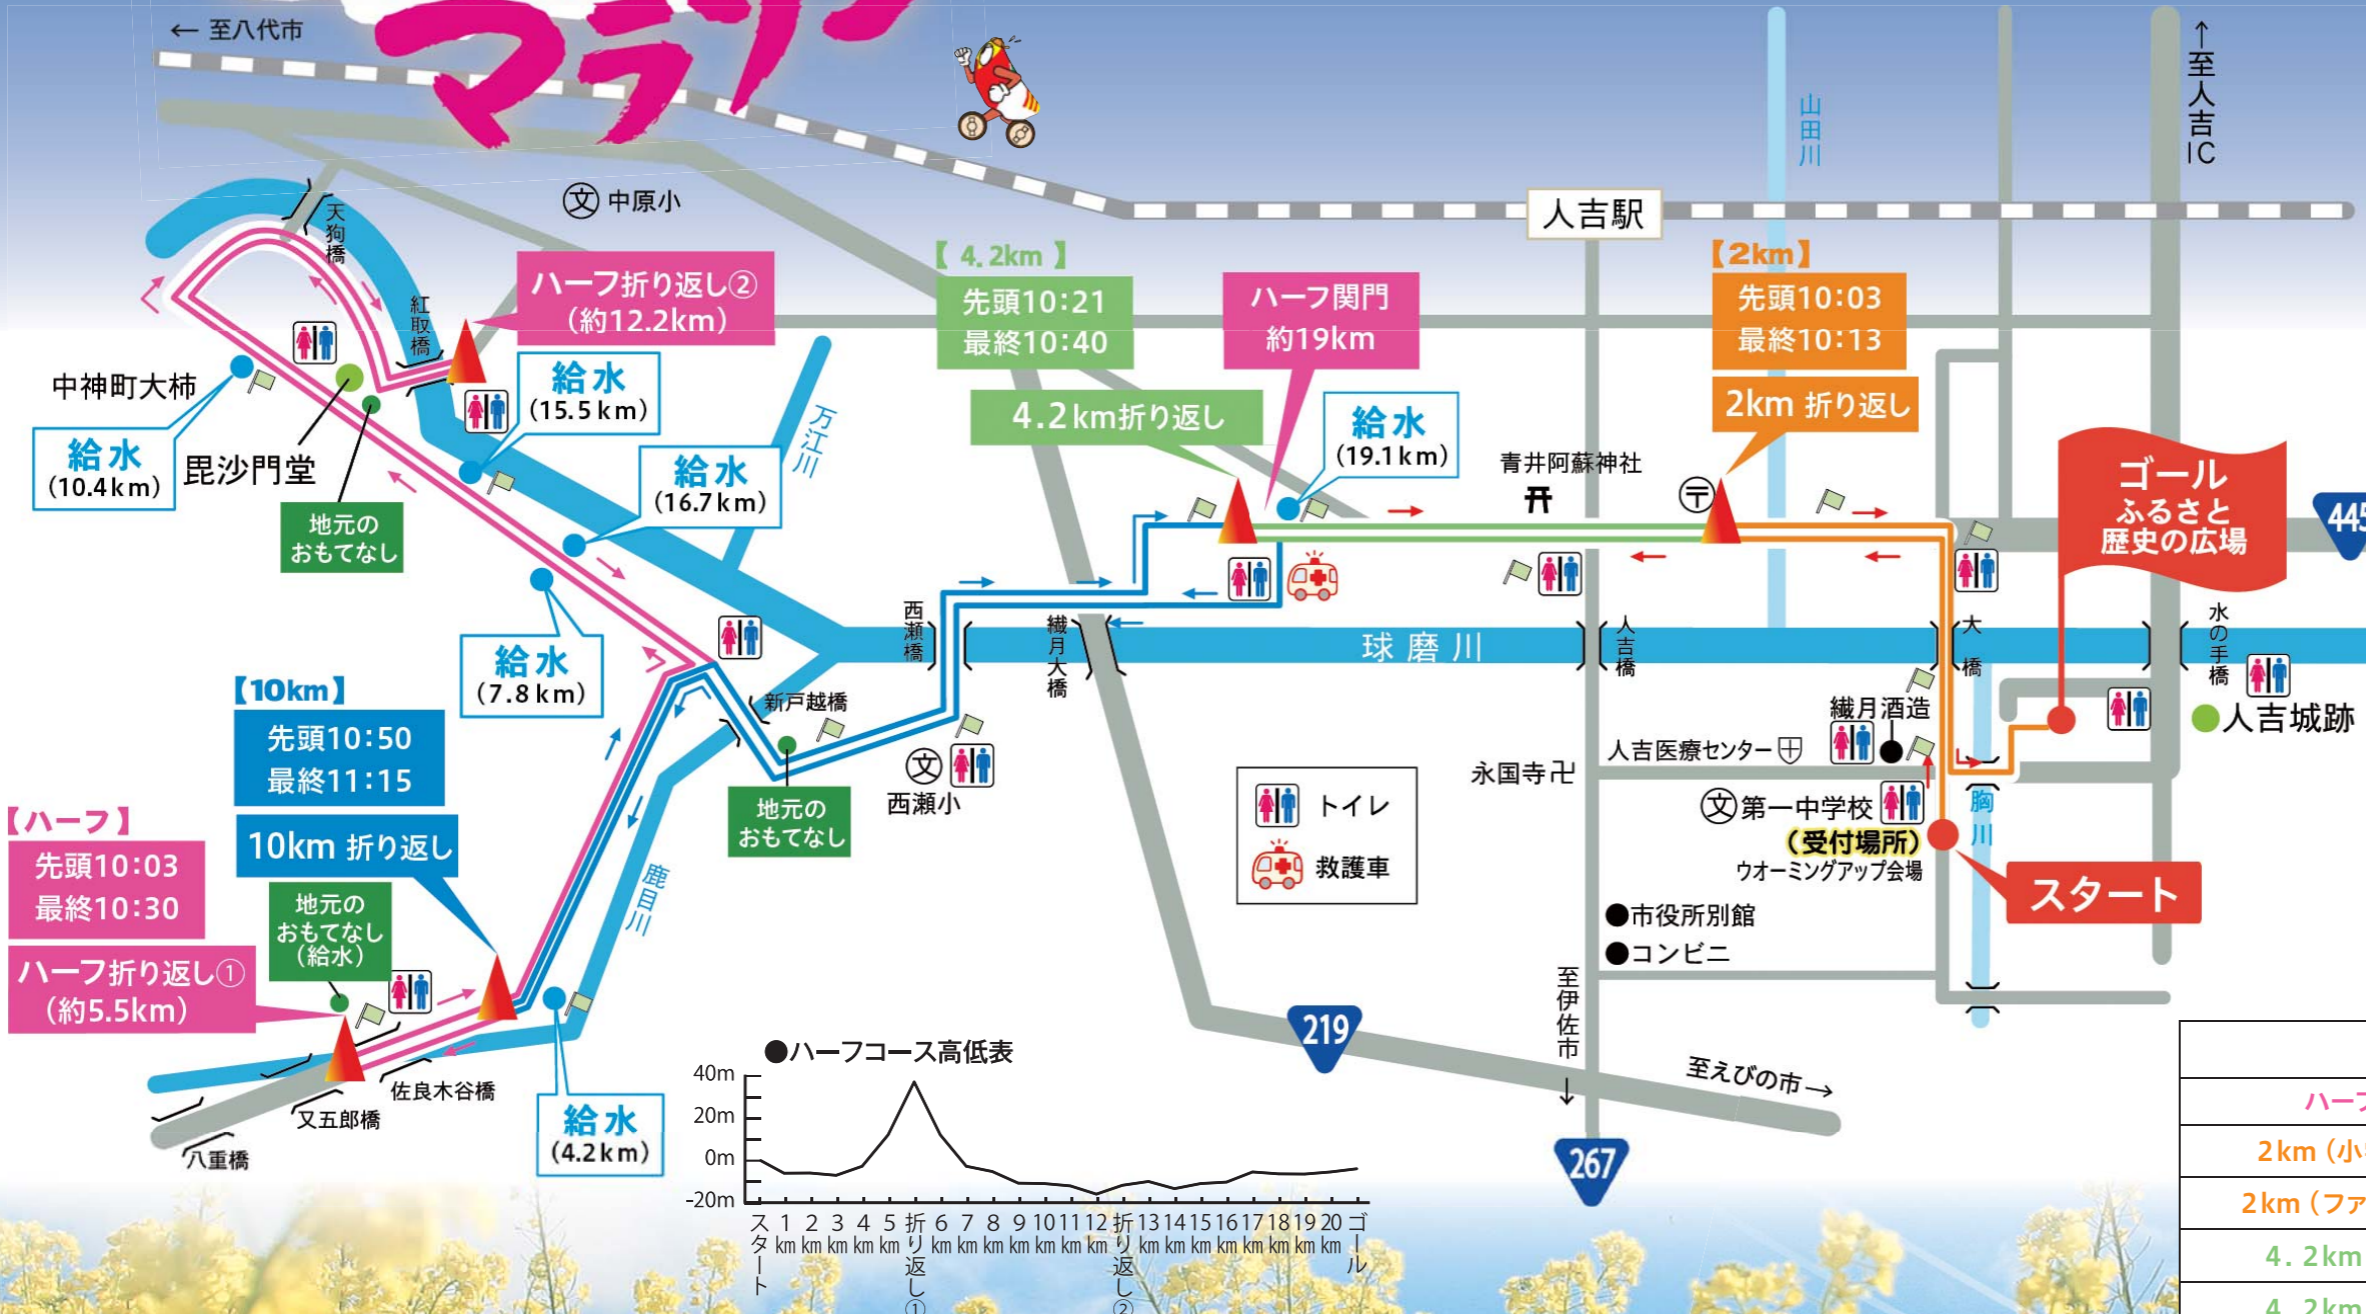 マラソン
← 至八代市
↑至人吉IC
山田川
人吉駅
文 中原小
天狗橋
紅取橋
ハーフ折り返し②
(約12.2km)
【 4.2km 】
先頭10:21
最終10:40
4.2km折り返し
ハーフ関門
約19km
【2km】
先頭10:03
最終10:13
2km 折り返し
給水
(15.5km)
中神町大柿
給水
(10.4km)
毘沙門堂
地元の
おもてなし
給水
(16.7km)
万江川
給水
(19.1km)
青井阿蘇神社
〒
ゴール
ふるさと
歴史の広場
445
給水
(7.8km)
西瀬橋
繊月大橋
球磨川
人吉橋
大橋
水の手橋
新戸越橋
文
西瀬小
地元の
おもてなし
繊月酒造
人吉医療センター
永国寺卍
人吉城跡
文 第一中学校
(受付場所)
ウオーミングアップ会場
胸川
スタート
トイレ
救護車
●市役所別館
●コンビニ
【10km】
先頭10:50
最終11:15
10km 折り返し
鹿目川
【ハーフ】
先頭10:03
最終10:30
ハーフ折り返し①
(約5.5km)
地元の
おもてなし
(給水)
佐良木谷橋
又五郎橋
八重橋
給水
(4.2km)
219
至伊佐市↓
至えびの市→
267
●ハーフコース高低表
40m
20m
0m
-20m
スタート 1km 2km 3km 4km 5km 折り返し① 6km 7km 8km 9km 10km 11km 12km 折り返し② 13km 14km 15km 16km 17km 18km 19km 20km ゴール
ハーフ
2km (小
2km (ファ
4. 2km
4. 2km